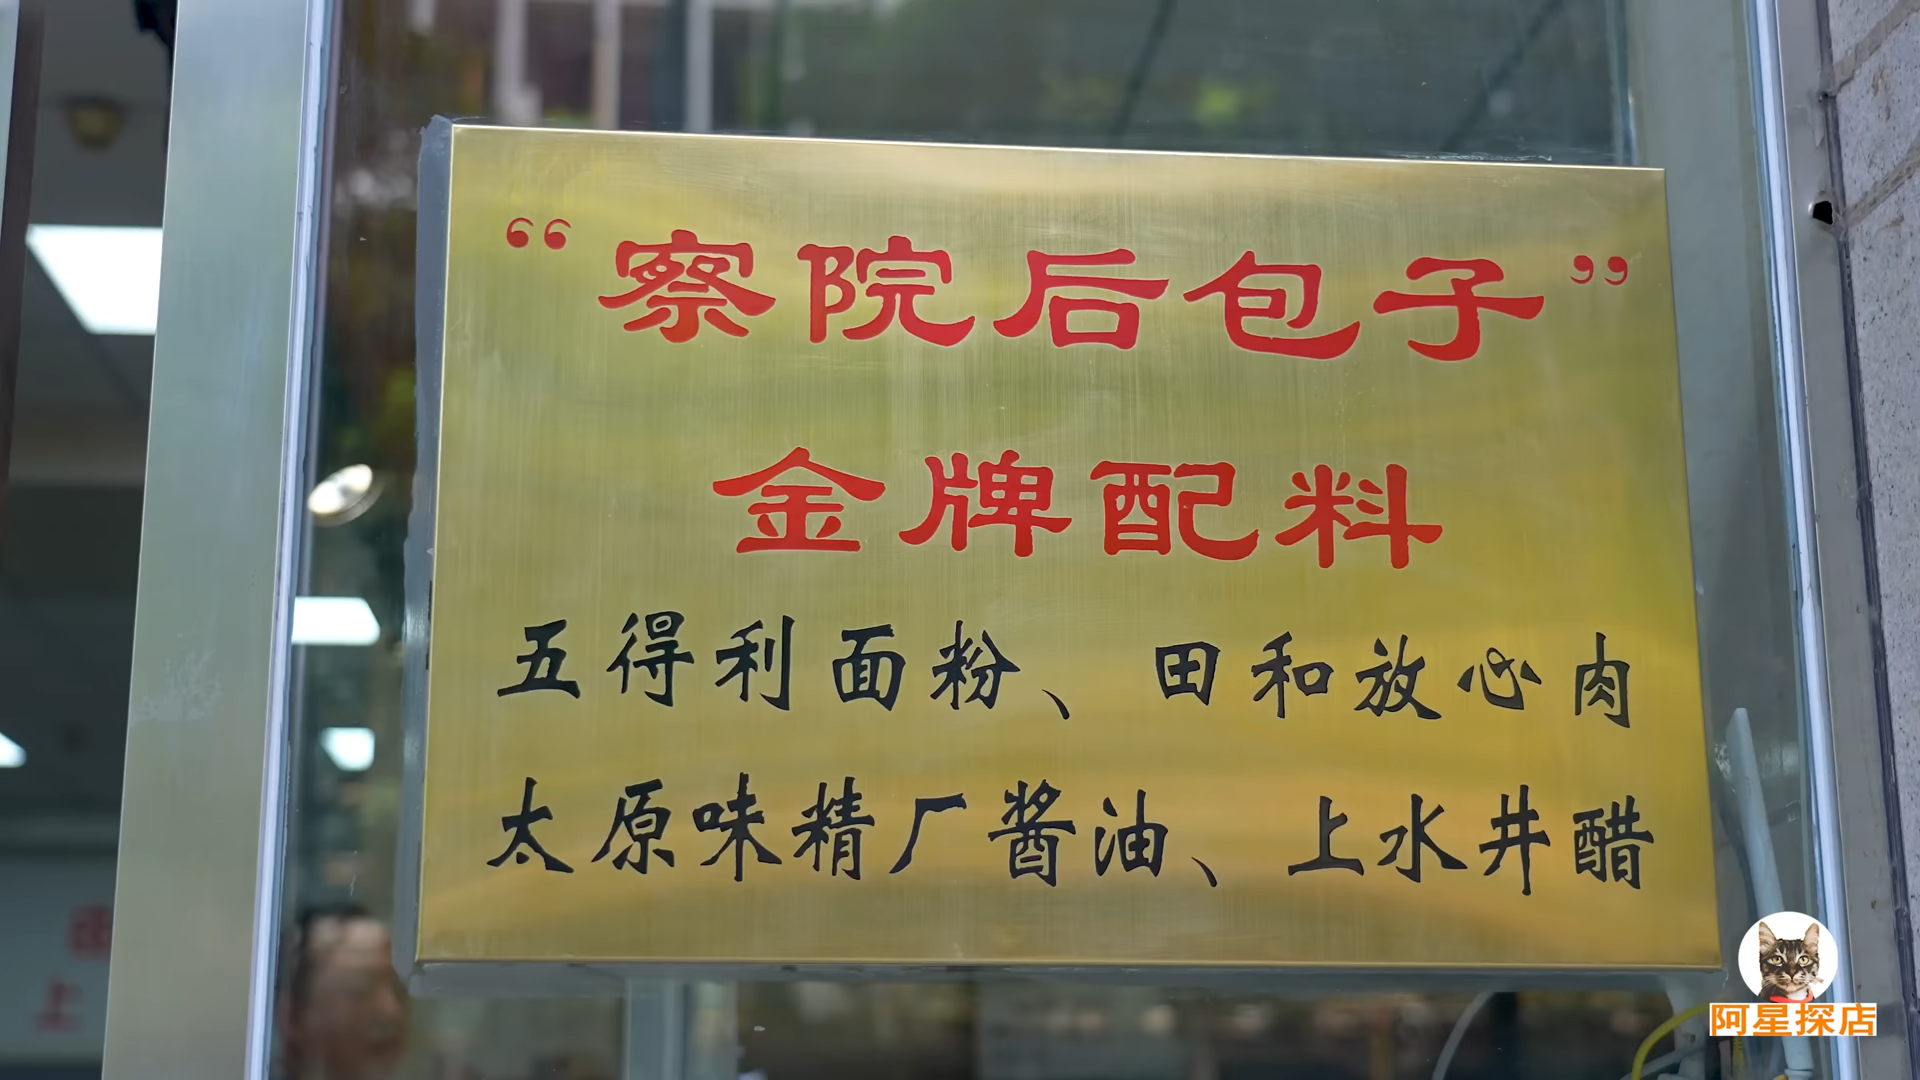 “察院后包子”
金牌配料
五得利面粉、田和放心肉
太原味精厂酱油、上水井醋
阿星探店